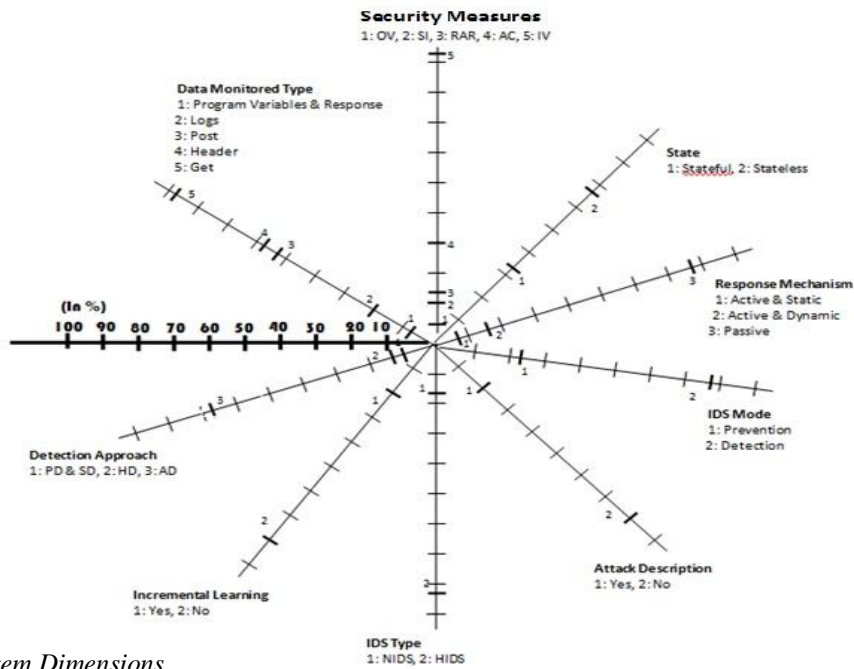 Security Measures
1: OV, 2: SI, 3: RAR, 4: AC, 5: IV
5
Data Monitored Type
1: Program Variables & Response
2: Logs
3: Post
4: Header
5: Get
State
1: Stateful, 2: Stateless
2
5
4
3
4
1
Response Mechanism
1: Active & Static
2: Active & Dynamic
3: Passive
3
2
3
2
1
1
2
1
(In %)
100 90 80 70 60 50 40 30 20 10
1
2
1
1
1
2
IDS Mode
1: Prevention
2: Detection
3
Detection Approach
1: PD & SD, 2: HD, 3: AD
2
2
Attack Description
1: Yes, 2: No
Incremental Learning
1: Yes, 2: No
2
IDS Type
1: NIDS, 2: HIDS
em Dimensions